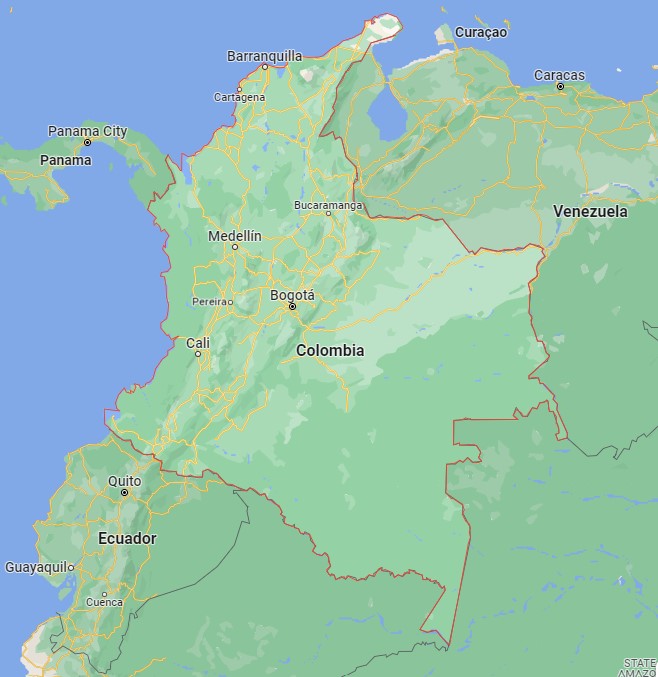 Curaçao
Barranquilla
Caracas
Cartagena
Panama City
Panama
Bucaramanga
Venezuela
Medellín
Bogotá
Pereira
Cali
Colombia
Quito
Ecuador
Guayaquil
Cuenca
STATE
AMAZO